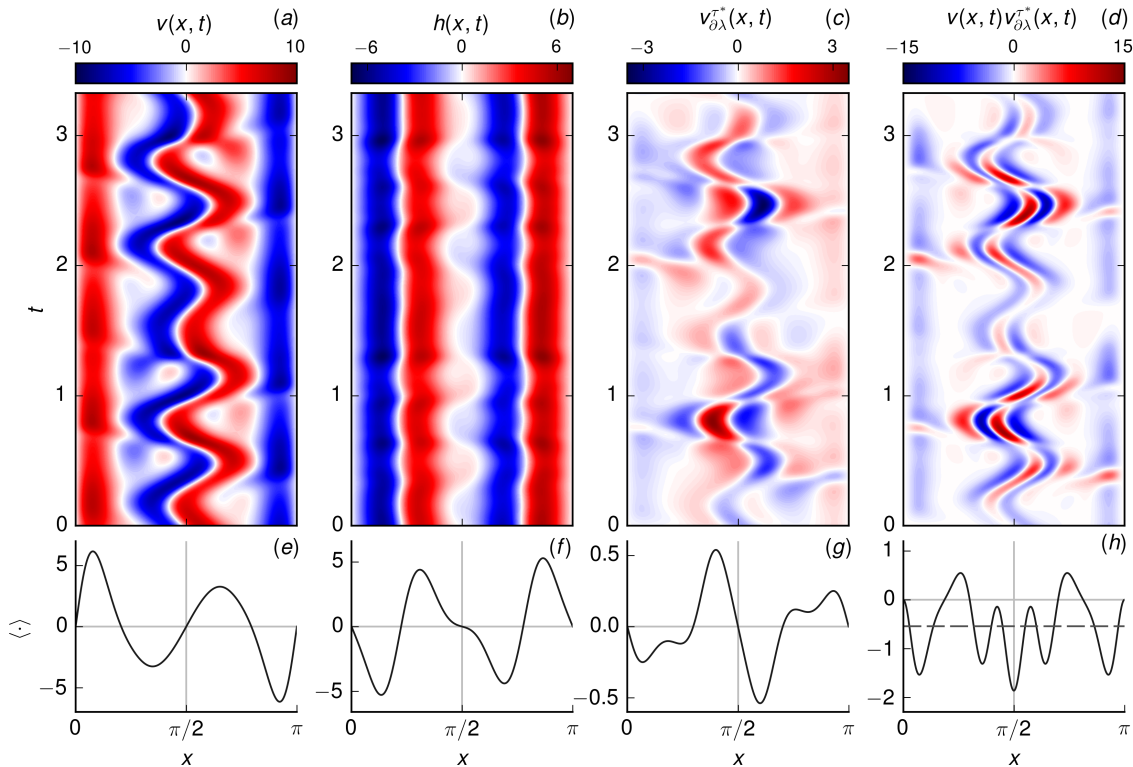 v(x, t) (a) h(x, t) (b) v^{τ*}_{∂λ}(x, t) (c) v(x, t)v^{τ*}_{∂λ}(x, t) (d)
−10 0 10 −6 0 6 −3 0 3 −15 0 15
3 3 3 3
2 2 2 2
t
1 1 1 1
0 0 0 0
(e) (f) (g) (h)
5 5 0.5 1
0 0 0.0 0
⟨·⟩
−1
−5 −5 −0.5 −2
0 π/2 π 0 π/2 π 0 π/2 π 0 π/2 π
x x x x